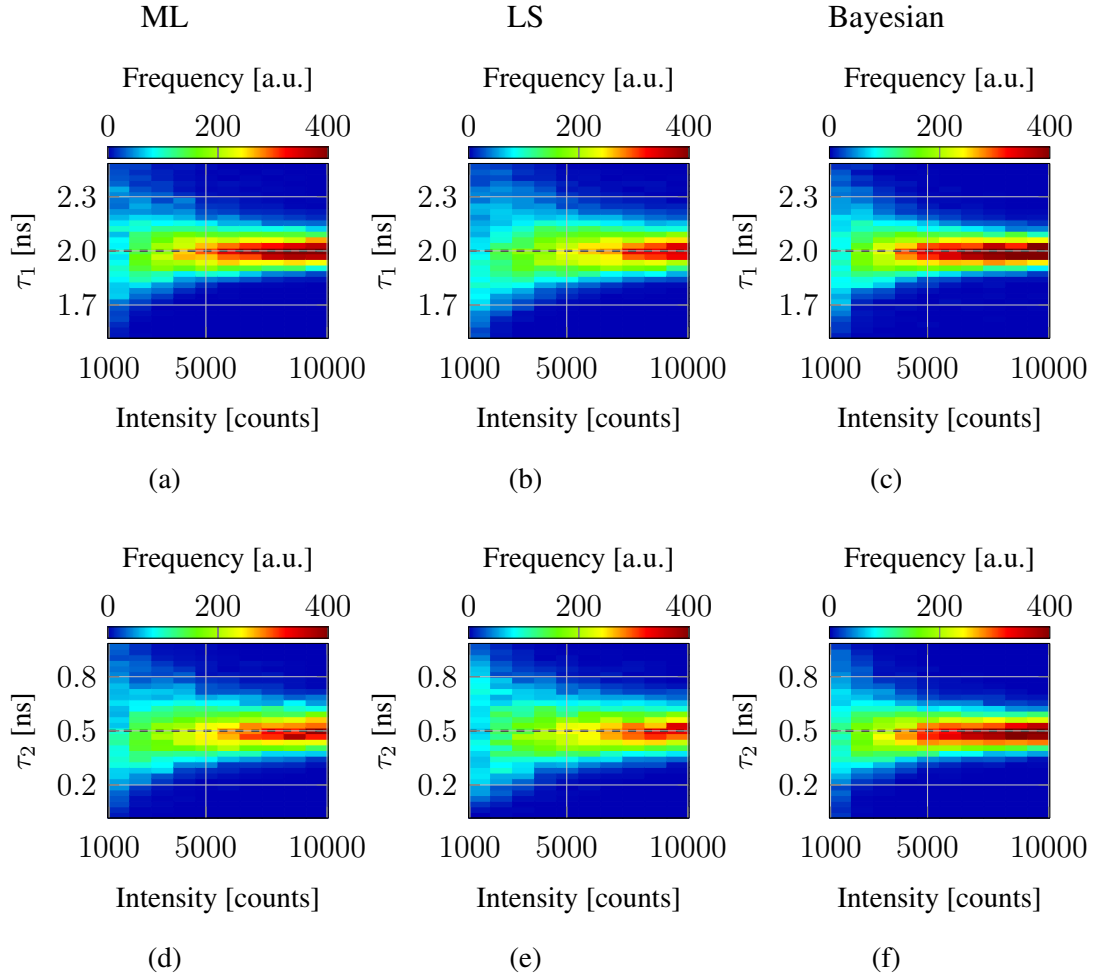 ML LS Bayesian
Frequency [a.u.] Frequency [a.u.] Frequency [a.u.]
0 200 400 0 200 400 0 200 400
2.3 2.3 2.3
τ1 [ns] τ1 [ns] τ1 [ns]
2.0 2.0 2.0
1.7 1.7 1.7
1000 5000 10000 1000 5000 10000 1000 5000 10000
Intensity [counts] Intensity [counts] Intensity [counts]
(a) (b) (c)
Frequency [a.u.] Frequency [a.u.] Frequency [a.u.]
0 200 400 0 200 400 0 200 400
0.8 0.8 0.8
τ2 [ns] τ2 [ns] τ2 [ns]
0.5 0.5 0.5
0.2 0.2 0.2
1000 5000 10000 1000 5000 10000 1000 5000 10000
Intensity [counts] Intensity [counts] Intensity [counts]
(d) (e) (f)